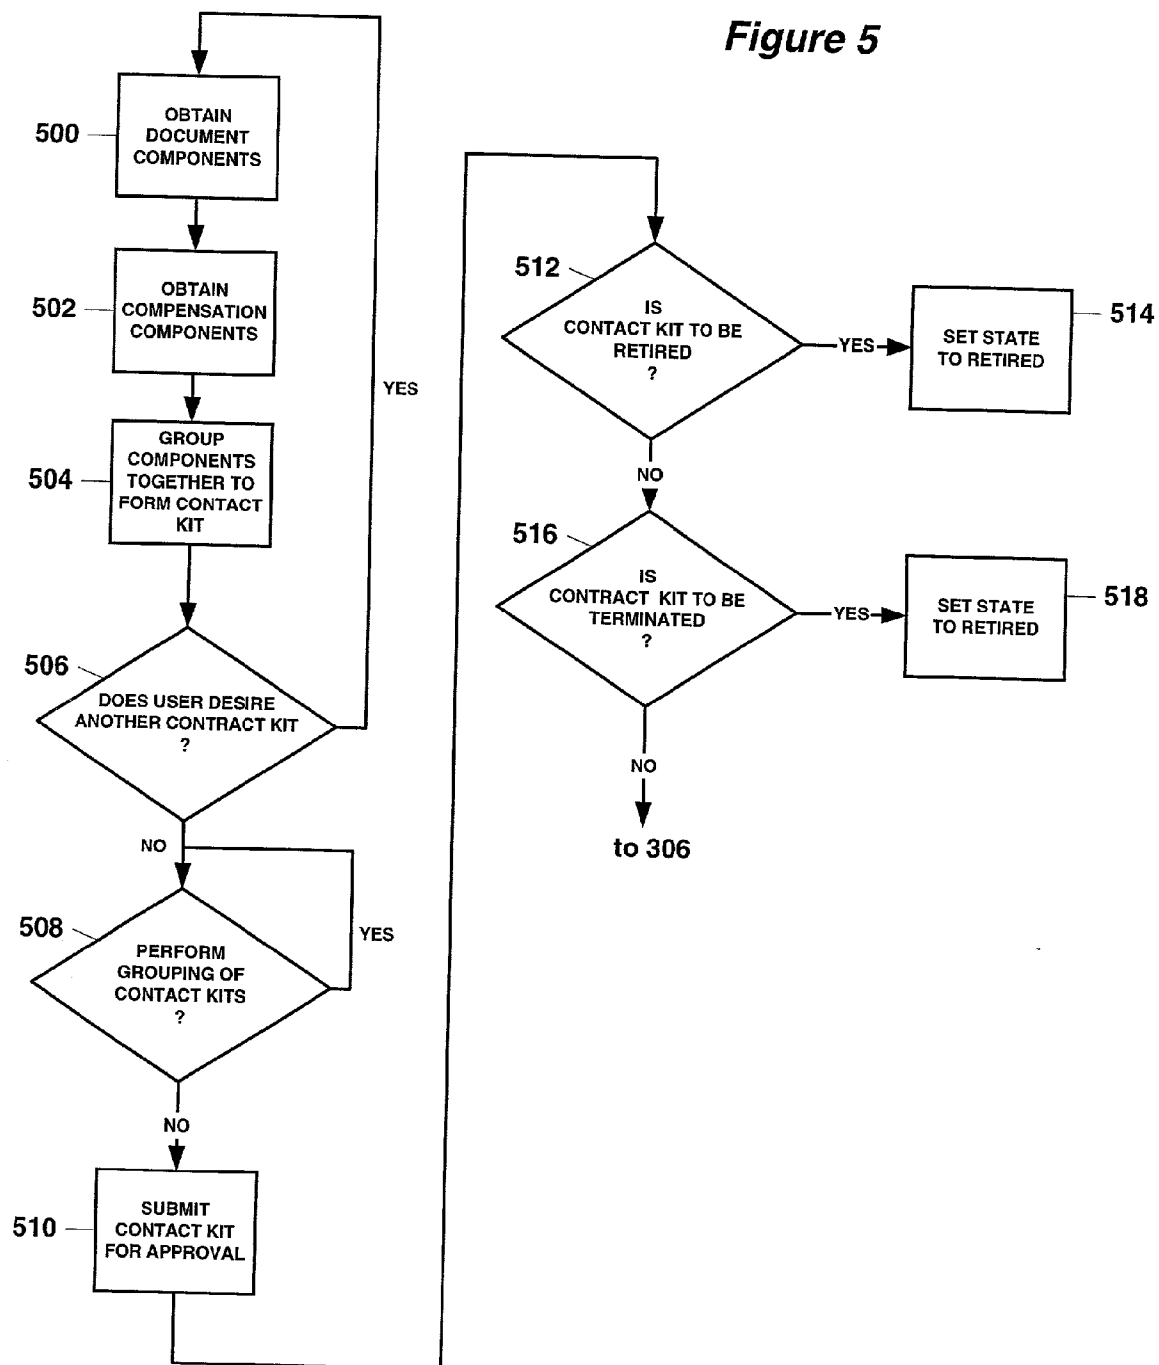 Figure 5
500
OBTAIN
DOCUMENT
COMPONENTS
502
OBTAIN
COMPENSATION
COMPONENTS
504
GROUP
COMPONENTS
TOGETHER TO
FORM CONTACT
KIT
YES
506
DOES USER DESIRE
ANOTHER CONTRACT KIT
?
NO
508
PERFORM
GROUPING OF
CONTACT KITS
?
YES
NO
510
SUBMIT
CONTACT KIT
FOR APPROVAL
512
IS
CONTACT KIT TO BE
RETIRED
?
YES
SET STATE
TO RETIRED
514
NO
516
IS
CONTRACT KIT TO BE
TERMINATED
?
YES
SET STATE
TO RETIRED
518
NO
to 306